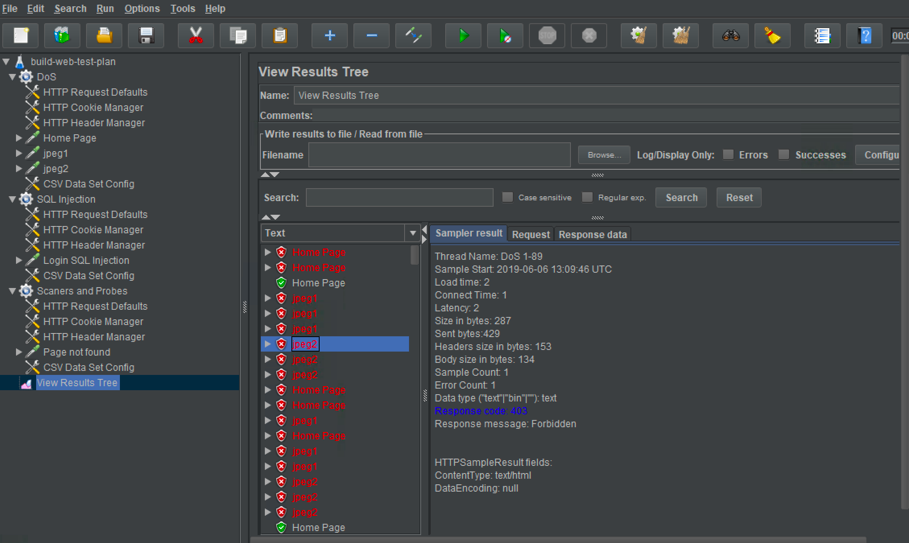 File Edit Search Run Options Tools Help
00:0
build-web-test-plan
DoS
HTTP Request Defaults
HTTP Cookie Manager
HTTP Header Manager
Home Page
jpeg1
jpeg2
CSV Data Set Config
SQL Injection
HTTP Request Defaults
HTTP Cookie Manager
HTTP Header Manager
Login SQL Injection
CSV Data Set Config
Scaners and Probes
HTTP Request Defaults
HTTP Cookie Manager
HTTP Header Manager
Page not found
CSV Data Set Config
View Results Tree
View Results Tree
Name: View Results Tree
Comments:
Write results to file / Read from file
Filename Browse... Log/Display Only: Errors Successes Configu
Search: Case sensitive Regular exp. Search Reset
Text
Home Page
Home Page
Home Page
jpeg1
jpeg1
jpeg1
jpeg2
jpeg2
jpeg2
Home Page
Home Page
jpeg1
Home Page
jpeg1
jpeg1
jpeg2
jpeg2
jpeg2
Home Page
Sampler result Request Response data
Thread Name: DoS 1-89
Sample Start: 2019-06-06 13:09:46 UTC
Load time: 2
Connect Time: 1
Latency: 2
Size in bytes: 287
Sent bytes:429
Headers size in bytes: 153
Body size in bytes: 134
Sample Count: 1
Error Count: 1
Data type ("text"|"bin"|""): text
Response code: 403
Response message: Forbidden
HTTPSampleResult fields:
ContentType: text/html
DataEncoding: null